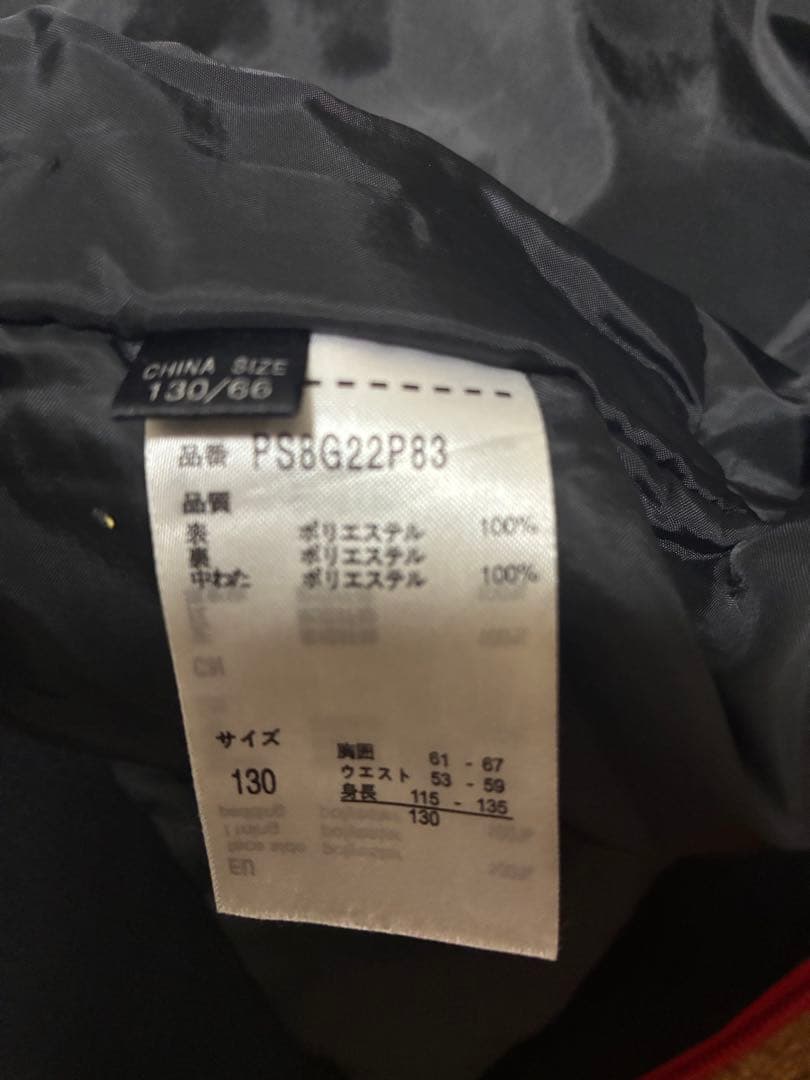 CHINA SIZE
130/66
品番 PS8G22P83
品質
表 ポリエステル 100%
裏 ポリエステル
中わた ポリエステル 100%
サイズ
130
胸囲 61 - 67
ウエスト 53 - 59
身長 115 - 135
130